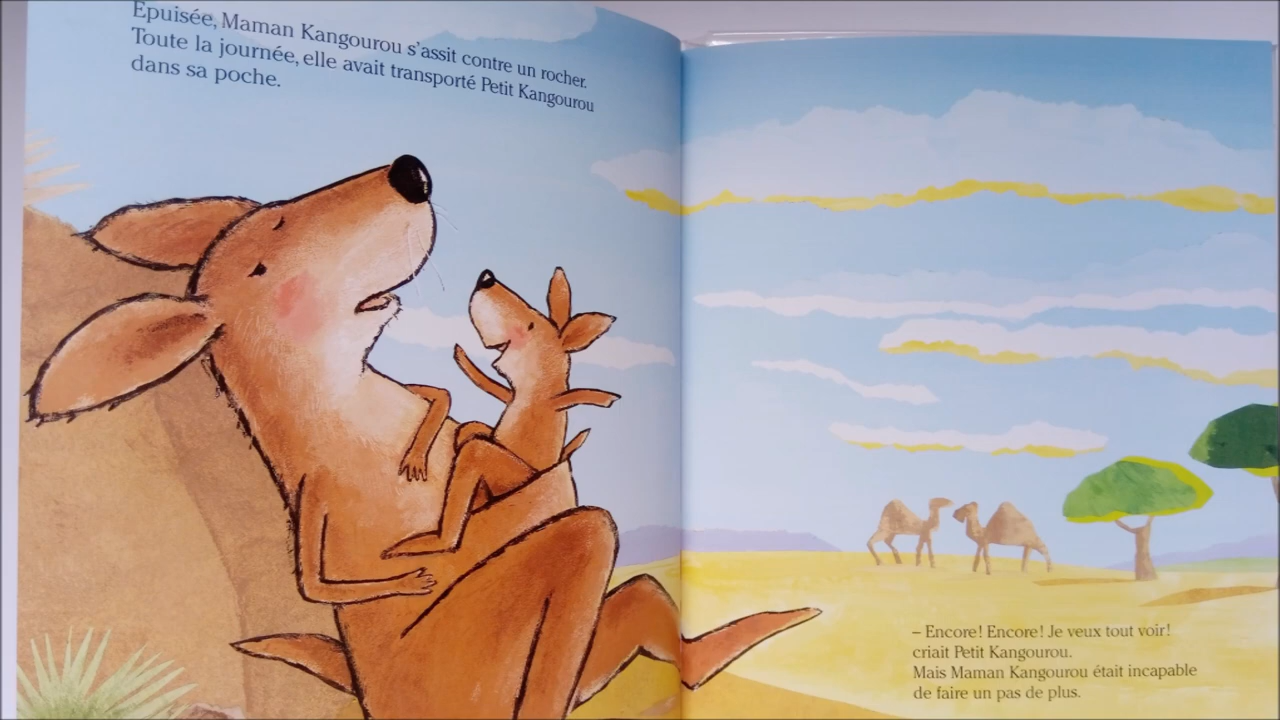 Epuisée, Maman Kangourou s'assit contre un rocher.
Toute la journée, elle avait transporté Petit Kangourou
dans sa poche.
– Encore! Encore! Je veux tout voir!
criait Petit Kangourou.
Mais Maman Kangourou était incapable
de faire un pas de plus.